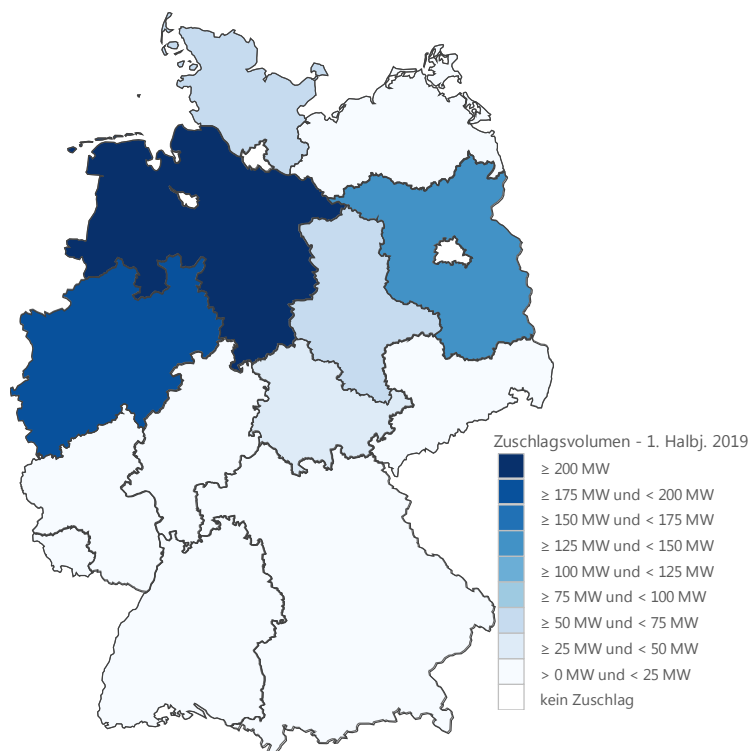 Zuschlagsvolumen - 1. Halbj. 2019
≥ 200 MW
≥ 175 MW und < 200 MW
≥ 150 MW und < 175 MW
≥ 125 MW und < 150 MW
≥ 100 MW und < 125 MW
≥ 75 MW und < 100 MW
≥ 50 MW und < 75 MW
≥ 25 MW und < 50 MW
> 0 MW und < 25 MW
kein Zuschlag